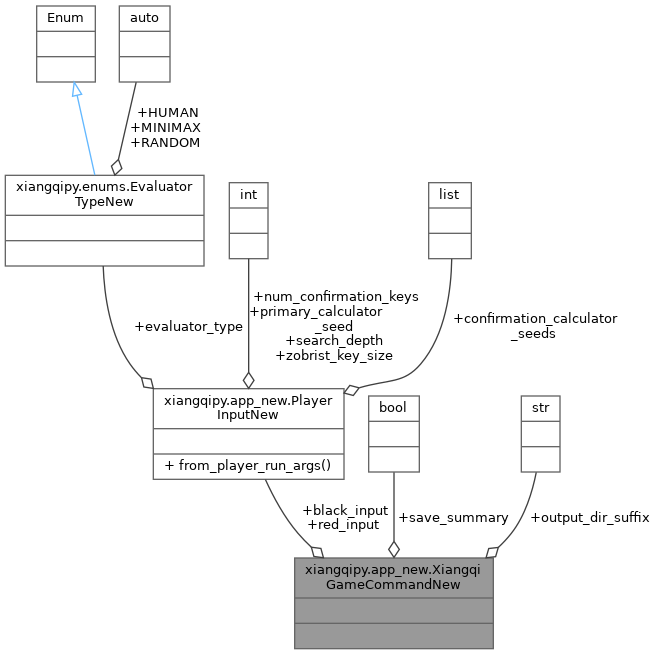 Enum
auto
+HUMAN
+MINIMAX
+RANDOM
xiangqipy.enums.Evaluator
TypeNew
int
list
+evaluator_type
+num_confirmation_keys
+primary_calculator
_seed
+search_depth
+zobrist_key_size
+confirmation_calculator
_seeds
xiangqipy.app_new.Player
InputNew
+ from_player_run_args()
bool
str
+black_input
+red_input
+save_summary
+output_dir_suffix
xiangqipy.app_new.Xiangqi
GameCommandNew